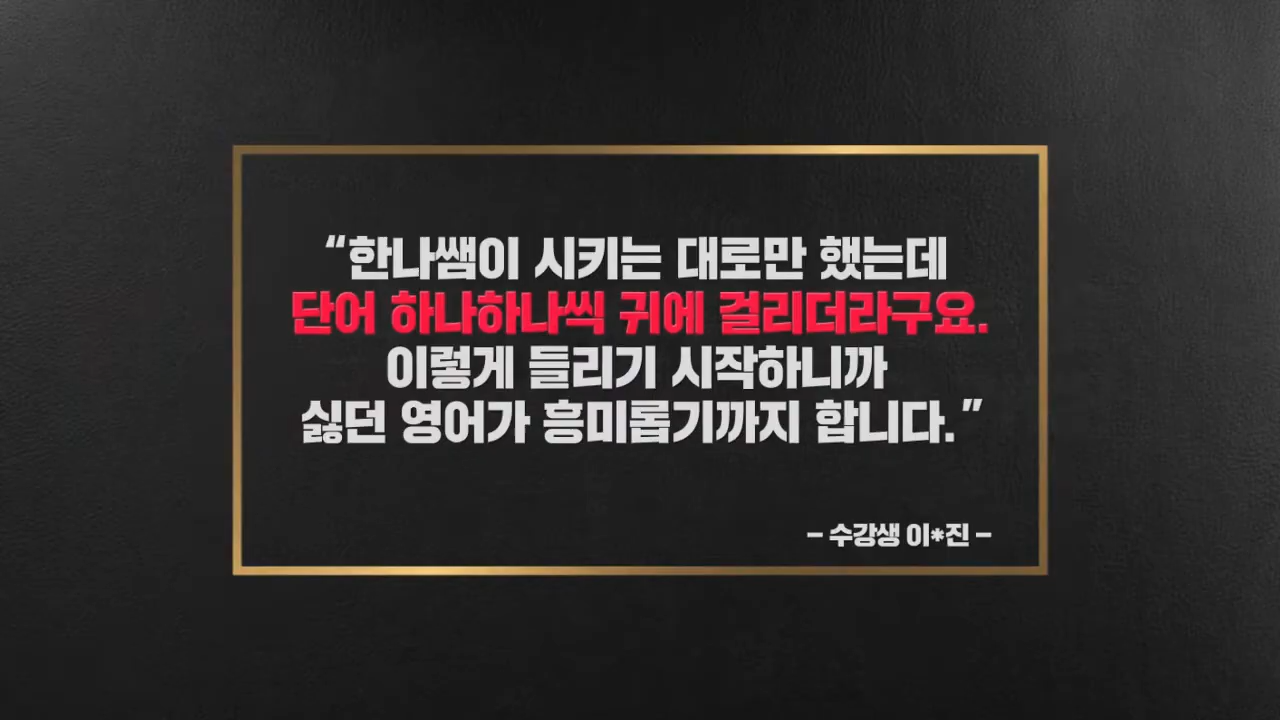 “한나쌤이 시키는 대로만 했는데
단어 하나하나씩 귀에 걸리더라구요.
이렇게 들리기 시작하니까
싫던 영어가 흥미롭기까지 합니다.”
– 수강생 이*진 –